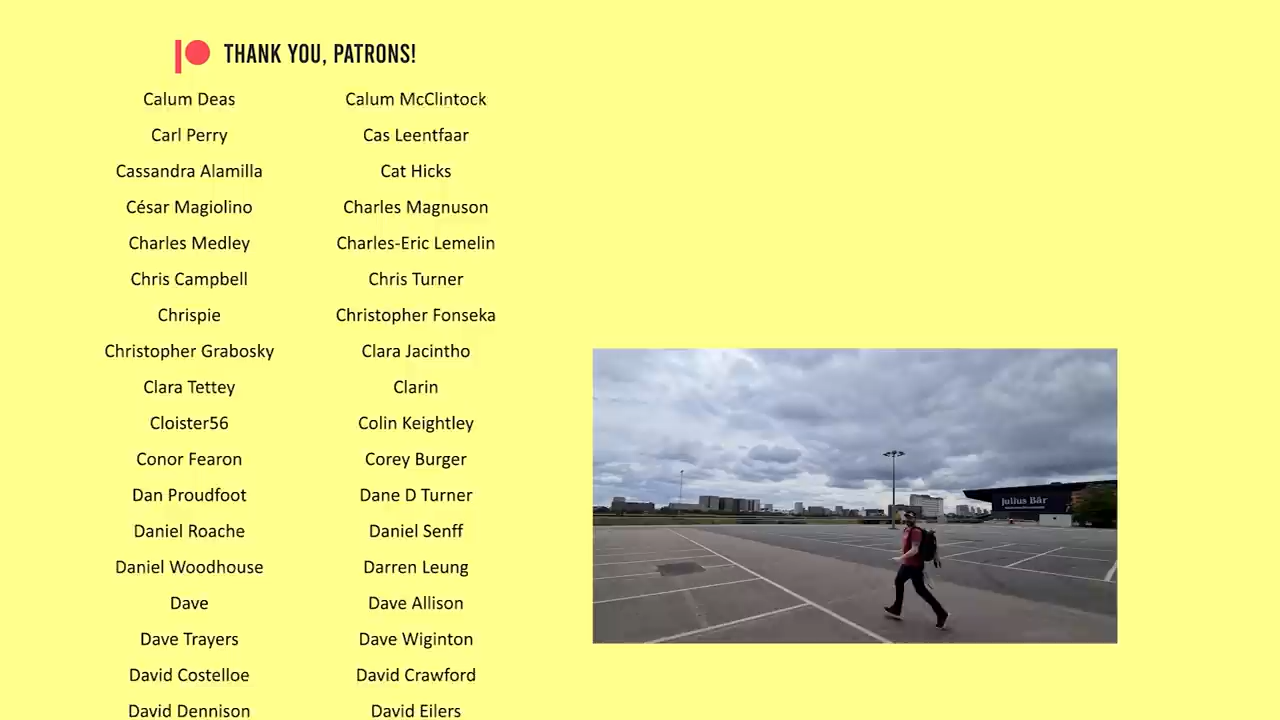 THANK YOU, PATRONS!
Calum Deas Calum McClintock
Carl Perry Cas Leentfaar
Cassandra Alamilla Cat Hicks
César Magiolino Charles Magnuson
Charles Medley Charles-Eric Lemelin
Chris Campbell Chris Turner
Chrispie Christopher Fonseka
Christopher Grabosky Clara Jacintho
Clara Tettey Clarin
Cloister56 Colin Keightley
Conor Fearon Corey Burger
Dan Proudfoot Dane D Turner
Daniel Roache Daniel Senff
Daniel Woodhouse Darren Leung
Dave Dave Allison
Dave Trayers Dave Wiginton
David Costelloe David Crawford
David Dennison David Eilers
Julius Bär